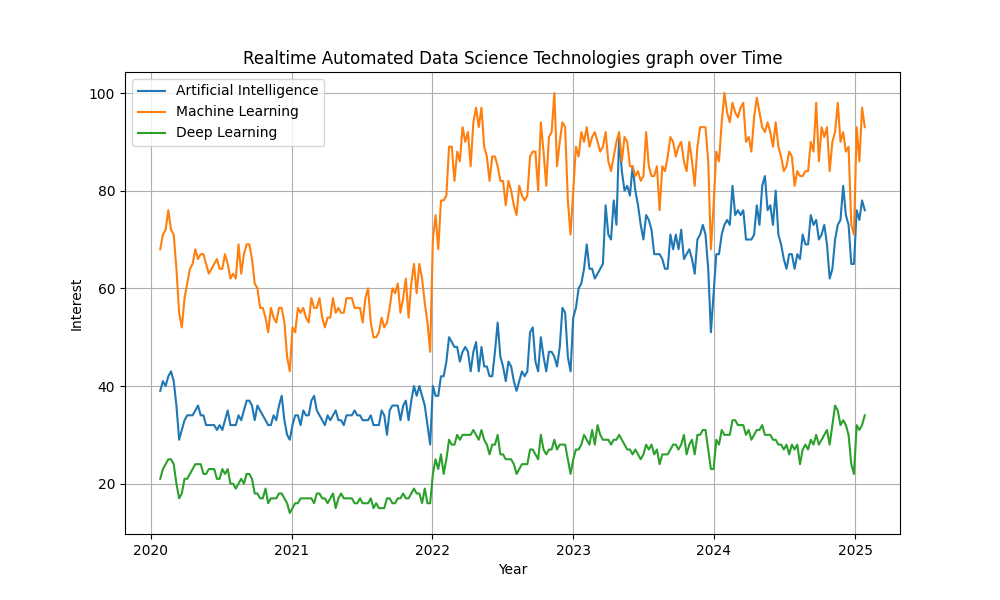 Realtime Automated Data Science Technologies graph over Time
Artificial Intelligence
Machine Learning
Deep Learning
100
80
60
40
20
Interest
2020 2021 2022 2023 2024 2025
Year